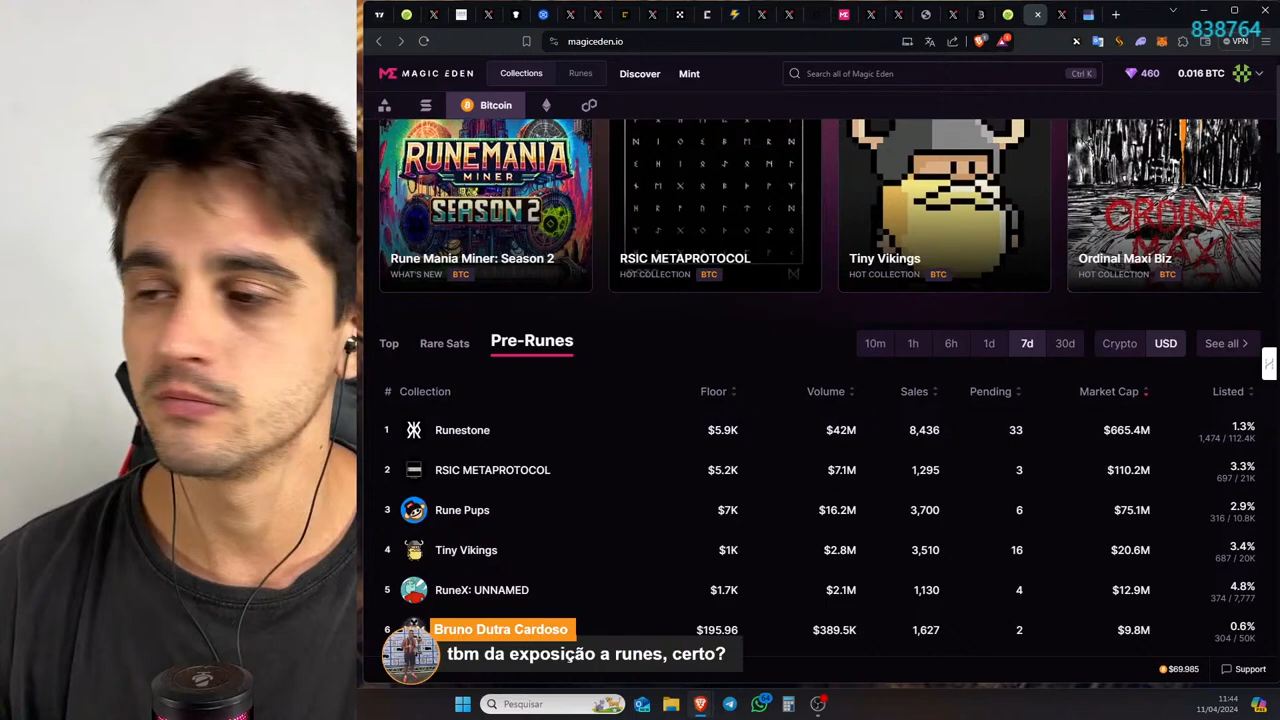 838764
magiceden.io
VPN
MAGIC EDEN
Collections
Runes
Discover
Mint
Search all of Magic Eden
Ctrl K
460
0.016 BTC
Bitcoin
RUNEMANIA
MINER
SEASON 2
Rune Mania Miner: Season 2
WHAT'S NEW BTC
RSIC METAPROTOCOL
HOT COLLECTION BTC
Tiny Vikings
HOT COLLECTION BTC
ORDINAL
MAXI
Ordinal Maxi Biz
HOT COLLECTION BTC
Top
Rare Sats
Pre-Runes
10m 1h 6h 1d 7d 30d
Crypto USD
See all
# Collection Floor Volume Sales Pending Market Cap Listed
1 Runestone $5.9K $42M 8,436 33 $665.4M 1.3%
1,474 / 112.4K
2 RSIC METAPROTOCOL $5.2K $7.1M 1,295 3 $110.2M 3.3%
697 / 21K
3 Rune Pups $7K $16.2M 3,700 6 $75.1M 2.9%
316 / 10.8K
4 Tiny Vikings $1K $2.8M 3,510 16 $20.6M 3.4%
687 / 20K
5 RuneX: UNNAMED $1.7K $2.1M 1,130 4 $12.9M 4.8%
374 / 7,777
6 $195.96 $389.5K 1,627 2 $9.8M 0.6%
304 / 50K
Bruno Dutra Cardoso
tbm da exposição a runes, certo?
$69.985
Support
Pesquisar
11:44
11/04/2024